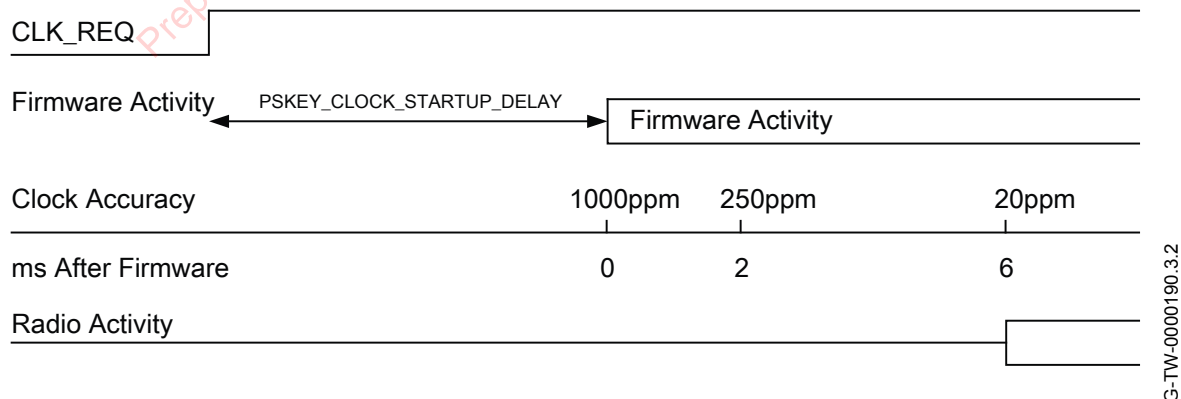 CLK_REQ
Prep
Firmware Activity
PSKEY_CLOCK_STARTUP_DELAY
Firmware Activity
Clock Accuracy
1000ppm 250ppm 20ppm
ms After Firmware
0 2 6
Radio Activity
G-TW-0000190.3.2